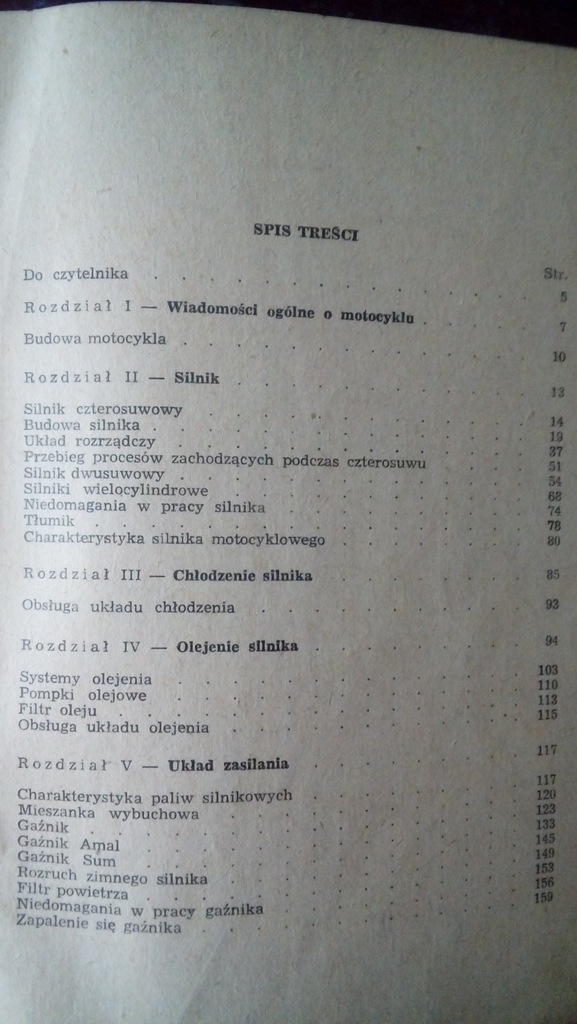 SPIS TREŚCI
Str.
Do czytelnika . . . . . . . . . . . 5
Rozdział I — Wiadomości ogólne o motocyklu . . . . 7
Budowa motocykla . . . . . . . . . . 10
Rozdział II — Silnik . . . . . . . . . 13
Silnik czterosuwowy . . . . . . . . . 14
Budowa silnika . . . . . . . . . . . 19
Układ rozrządczy . . . . . . . . . . 37
Przebieg procesów zachodzących podczas czterosuwu . . . 51
Silnik dwusuwowy . . . . . . . . . . 54
Silniki wielocylindrowe . . . . . . . . 68
Niedomagania w pracy silnika . . . . . . . 74
Tłumik . . . . . . . . . . . . 78
Charakterystyka silnika motocyklowego . . . . . 80
Rozdział III — Chłodzenie silnika . . . . . . 85
Obsługa układu chłodzenia . . . . . . . . 93
Rozdział IV — Olejenie silnika . . . . . . . 94
Systemy olejenia . . . . . . . . . . 103
Pompki olejowe . . . . . . . . . . 110
Filtr oleju . . . . . . . . . . . 113
Obsługa układu olejenia . . . . . . . . 115
Rozdział V — Układ zasilania . . . . . . . 117
Charakterystyka paliw silnikowych . . . . . . 117
Mieszanka wybuchowa . . . . . . . . . 120
Gaźnik . . . . . . . . . . . . 123
Gaźnik Amal . . . . . . . . . . . 133
Gaźnik Sum . . . . . . . . . . . 145
Rozruch zimnego silnika . . . . . . . . 149
Filtr powietrza . . . . . . . . . . 153
Niedomagania w pracy gaźnika . . . . . . . 156
Zapalenie się gaźnika . . . . . . . . . 159